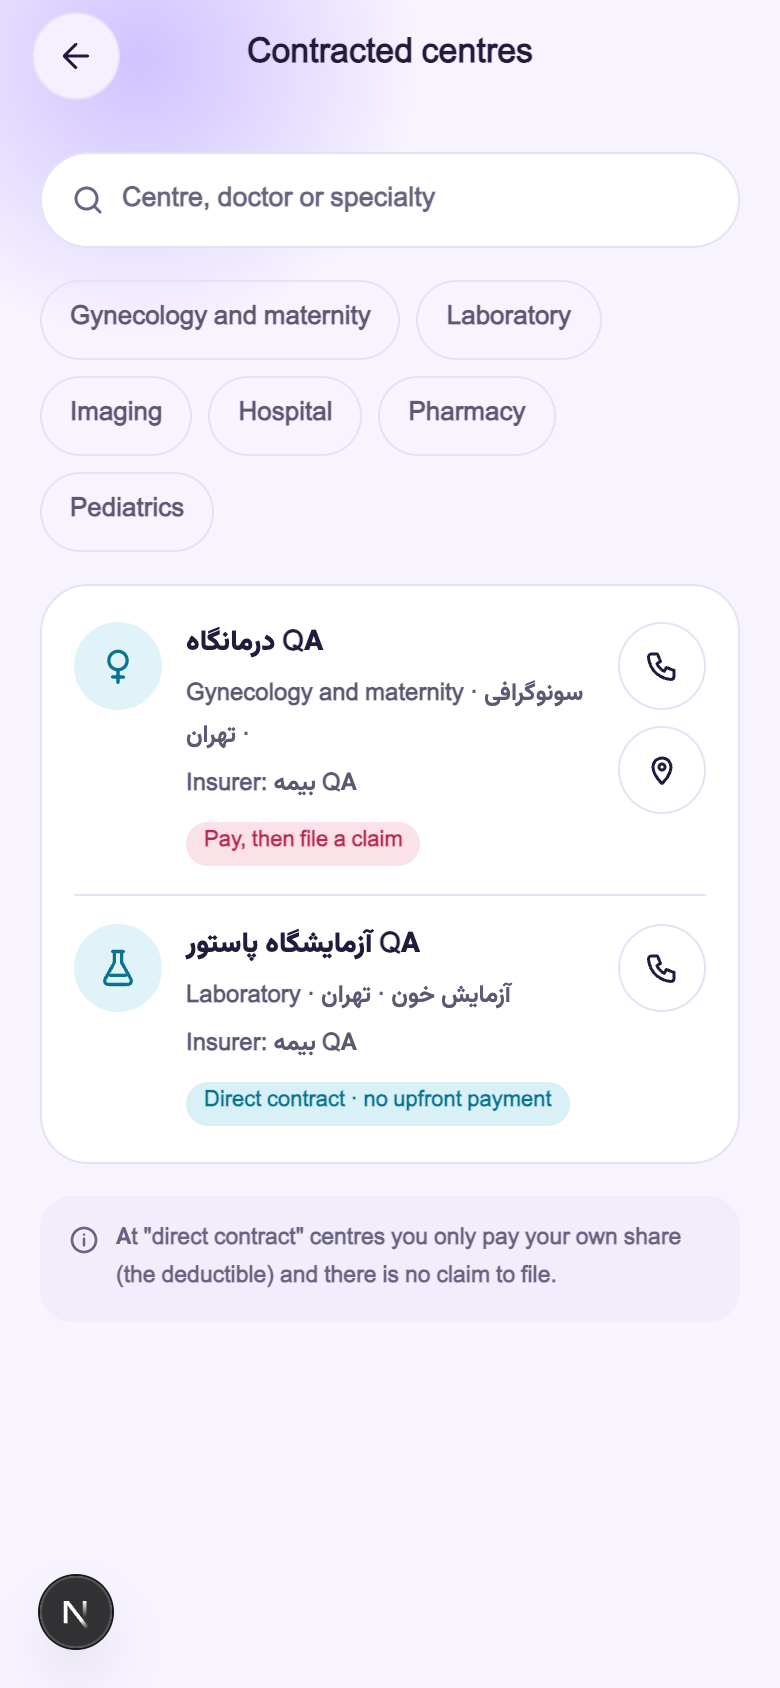 Contracted centres
Centre, doctor or specialty
Gynecology and maternity
Laboratory
Imaging
Hospital
Pharmacy
Pediatrics
درمانگاه QA
Gynecology and maternity · سونوگرافی
· تهران
Insurer: بیمه QA
Pay, then file a claim
آزمایشگاه پاستور QA
Laboratory · آزمایش خون · تهران
Insurer: بیمه QA
Direct contract · no upfront payment
At "direct contract" centres you only pay your own share
(the deductible) and there is no claim to file.
N